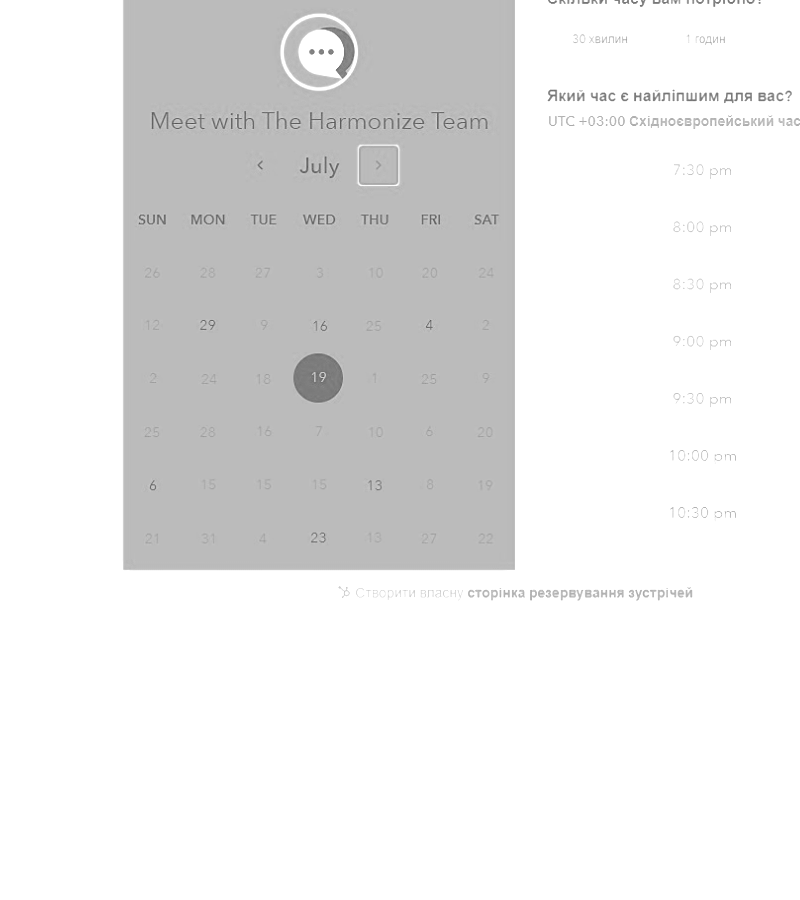 Скільки часу вам потрібно?
30 хвилин 1 годин
Meet with The Harmonize Team
July
SUN MON TUE WED THU FRI SAT
26 28 27 3 10 20 24
12 29 9 16 25 4 2
2 24 18 19 1 25 9
25 28 16 7 10 6 20
6 15 15 15 13 8 19
21 31 4 23 13 27 22
Який час є найліпшим для вас?
UTC +03:00 Східноєвропейський час
7:30 pm
8:00 pm
8:30 pm
9:00 pm
9:30 pm
10:00 pm
10:30 pm
Створити власну сторінка резервування зустрічей